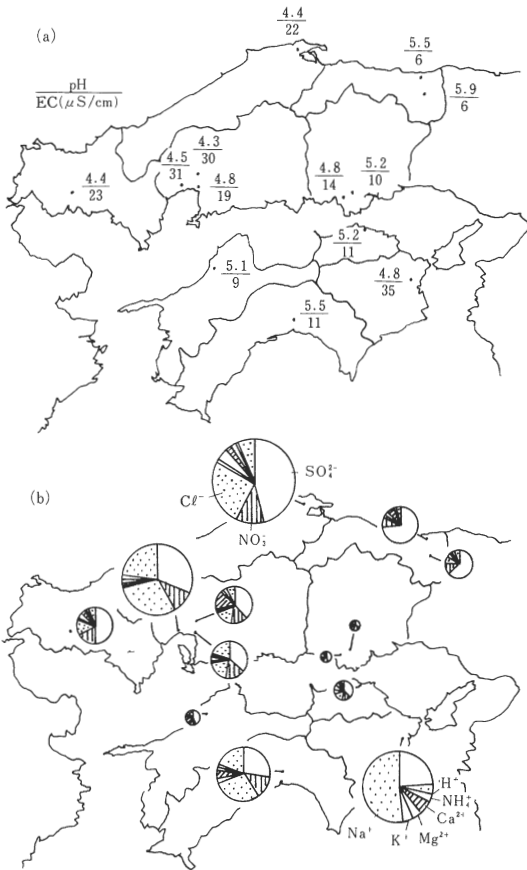 (a)
pH
EC(μS/cm)
4.4
22
5.5
6
5.9
6
4.3
30
4.5
31
4.8
19
4.4
23
4.8
14
5.2
10
5.2
11
5.1
9
4.8
35
5.5
11
(b)
SO₄²⁻
Cℓ⁻
NO₃⁻
H⁺
NH₄⁺
Ca²⁺
Mg²⁺
K⁺
Na⁺